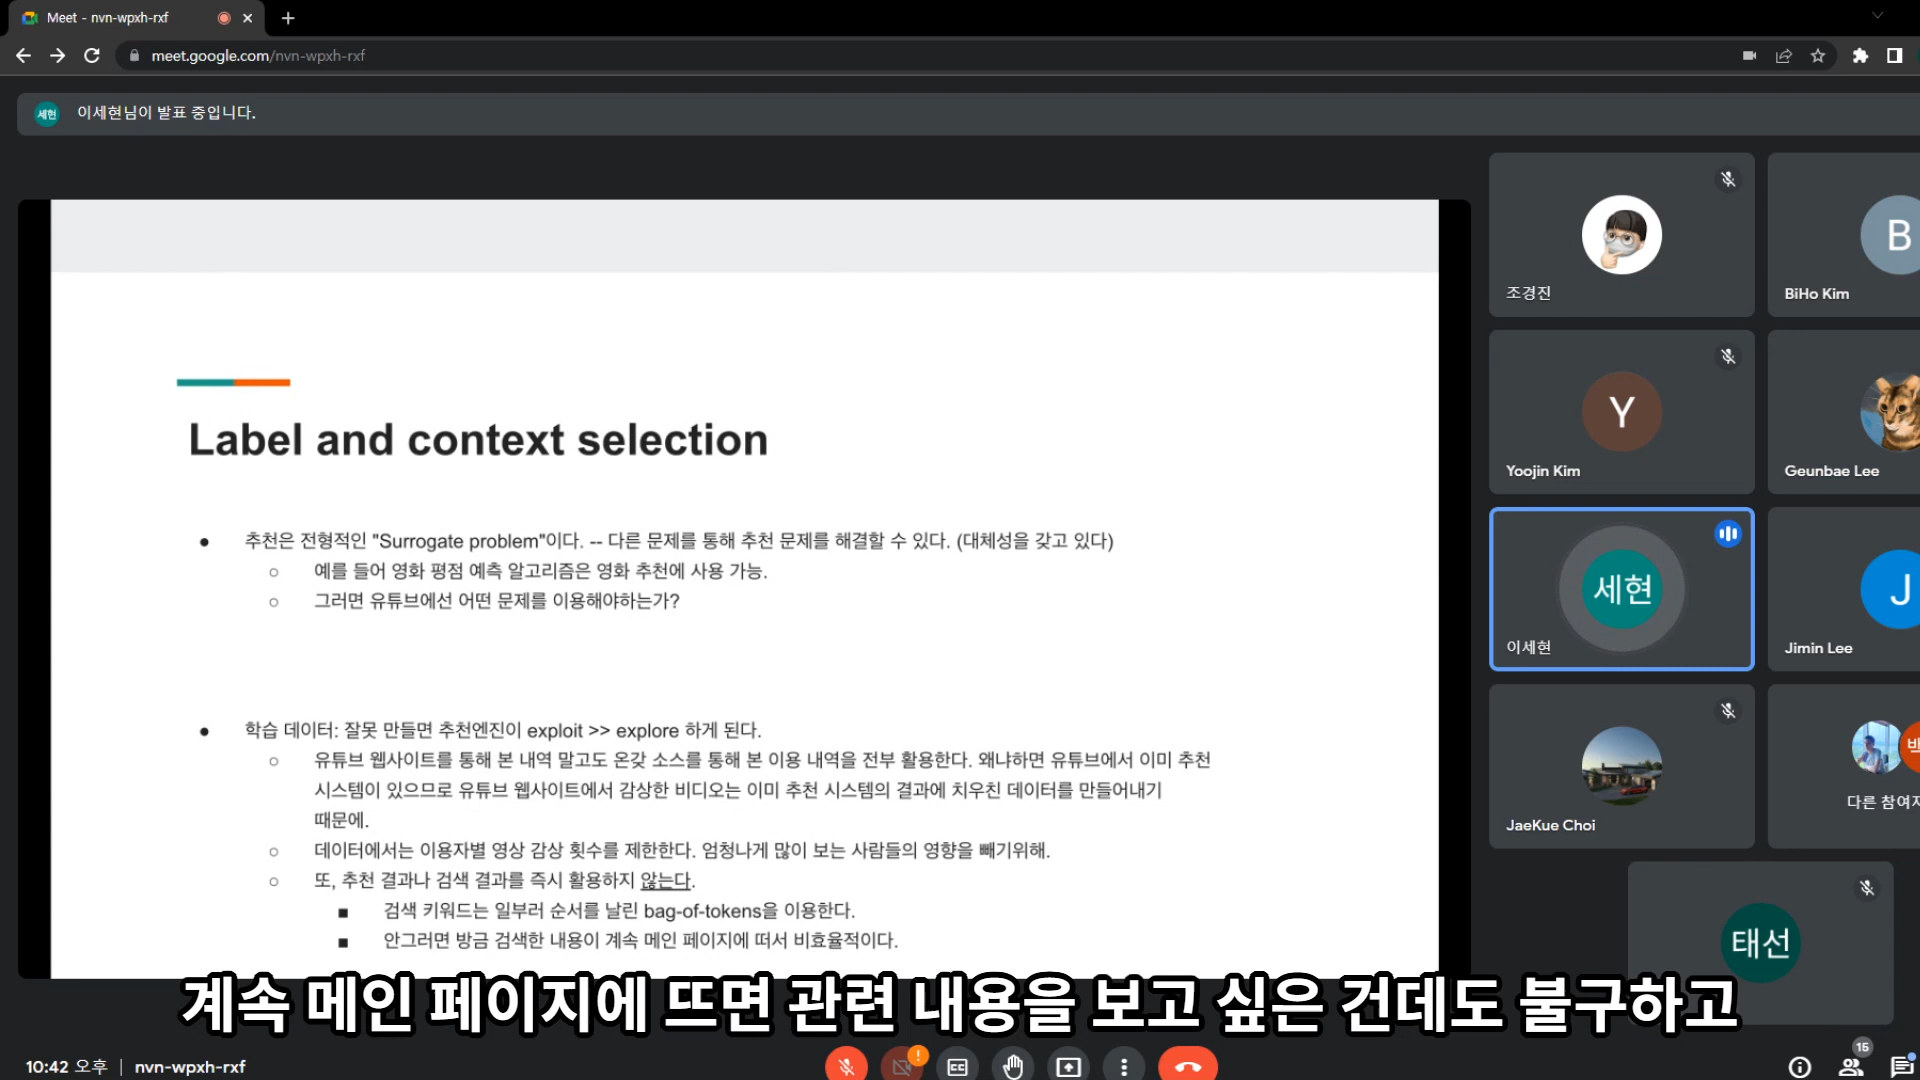 Meet - nvn-wpxh-rxf
meet.google.com/nvn-wpxh-rxf
세현
이세현님이 발표 중입니다.
Label and context selection
추천은 전형적인 "Surrogate problem"이다. -- 다른 문제를 통해 추천 문제를 해결할 수 있다. (대체성을 갖고 있다)
예를 들어 영화 평점 예측 알고리즘은 영화 추천에 사용 가능.
그러면 유튜브에선 어떤 문제를 이용해야하는가?
학습 데이터: 잘못 만들면 추천엔진이 exploit >> explore 하게 된다.
유튜브 웹사이트를 통해 본 내역 말고도 온갖 소스를 통해 본 이용 내역을 전부 활용한다. 왜냐하면 유튜브에서 이미 추천
시스템이 있으므로 유튜브 웹사이트에서 감상한 비디오는 이미 추천 시스템의 결과에 치우친 데이터를 만들어내기
때문에.
데이터에서는 이용자별 영상 감상 횟수를 제한한다. 엄청나게 많이 보는 사람들의 영향을 빼기위해.
또, 추천 결과나 검색 결과를 즉시 활용하지 않는다.
검색 키워드는 일부러 순서를 날린 bag-of-tokens을 이용한다.
안그러면 방금 검색한 내용이 계속 메인 페이지에 떠서 비효율적이다.
조경진
B
BiHo Kim
Y
Yoojin Kim
Geunbae Lee
세현
이세현
J
Jimin Lee
JaeKue Choi
박
다른 참여자
태선
계속 메인 페이지에 뜨면 관련 내용을 보고 싶은 건데도 불구하고
10:42 오후 | nvn-wpxh-rxf
CC
15